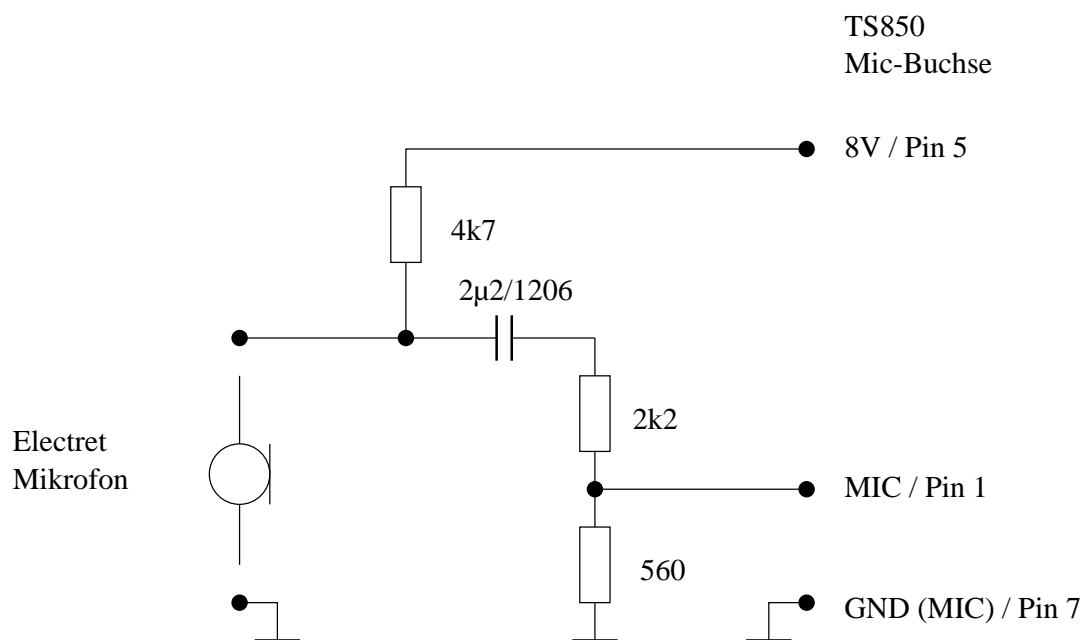 TS850
Mic-Buchse
8V / Pin 5
4k7
2µ2/1206
2k2
Electret
Mikrofon
MIC / Pin 1
560
GND (MIC) / Pin 7